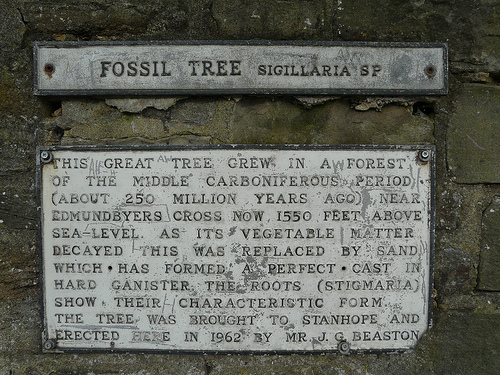 FOSSIL TREE SIGILLARIA SP
THIS GREAT TREE GREW IN A FOREST
OF THE MIDDLE CARBONIFEROUS PERIOD
(ABOUT 250 MILLION YEARS AGO) NEAR
EDMUNDBYERS CROSS NOW 1550 FEET ABOVE
SEA-LEVEL. AS ITS VEGETABLE MATTER
DECAYED THIS WAS REPLACED BY SAND
WHICH HAS FORMED A PERFECT CAST IN
HARD GANISTER. THE ROOTS (STIGMARIA)
SHOW THEIR CHARACTERISTIC FORM.
THE TREE WAS BROUGHT TO STANHOPE AND
ERECTED HERE IN 1962 BY MR. J. G. BEASTON